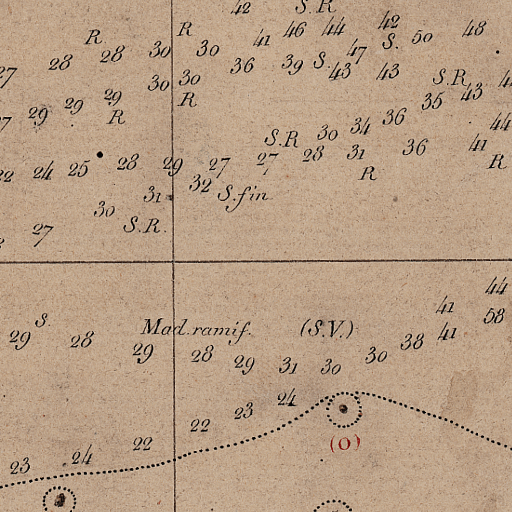 42 S.R
R 41 46 44 42 S. 50 48
R 30 30 47
28 28 36 39 S. 43 43 S.R
27 30 30 R 35 43
29 29 29 R 36 44
S.R 30 34 41
22 24 25 28 29 27 27 28 31 36 R
31 32 S.fin R
30 S.R.
27
44
S. 41 58
29 28 Mad.ramif. (S.V.) 38 41
29 28 29 31 30 30
24
22 23
(O)
23 24 22